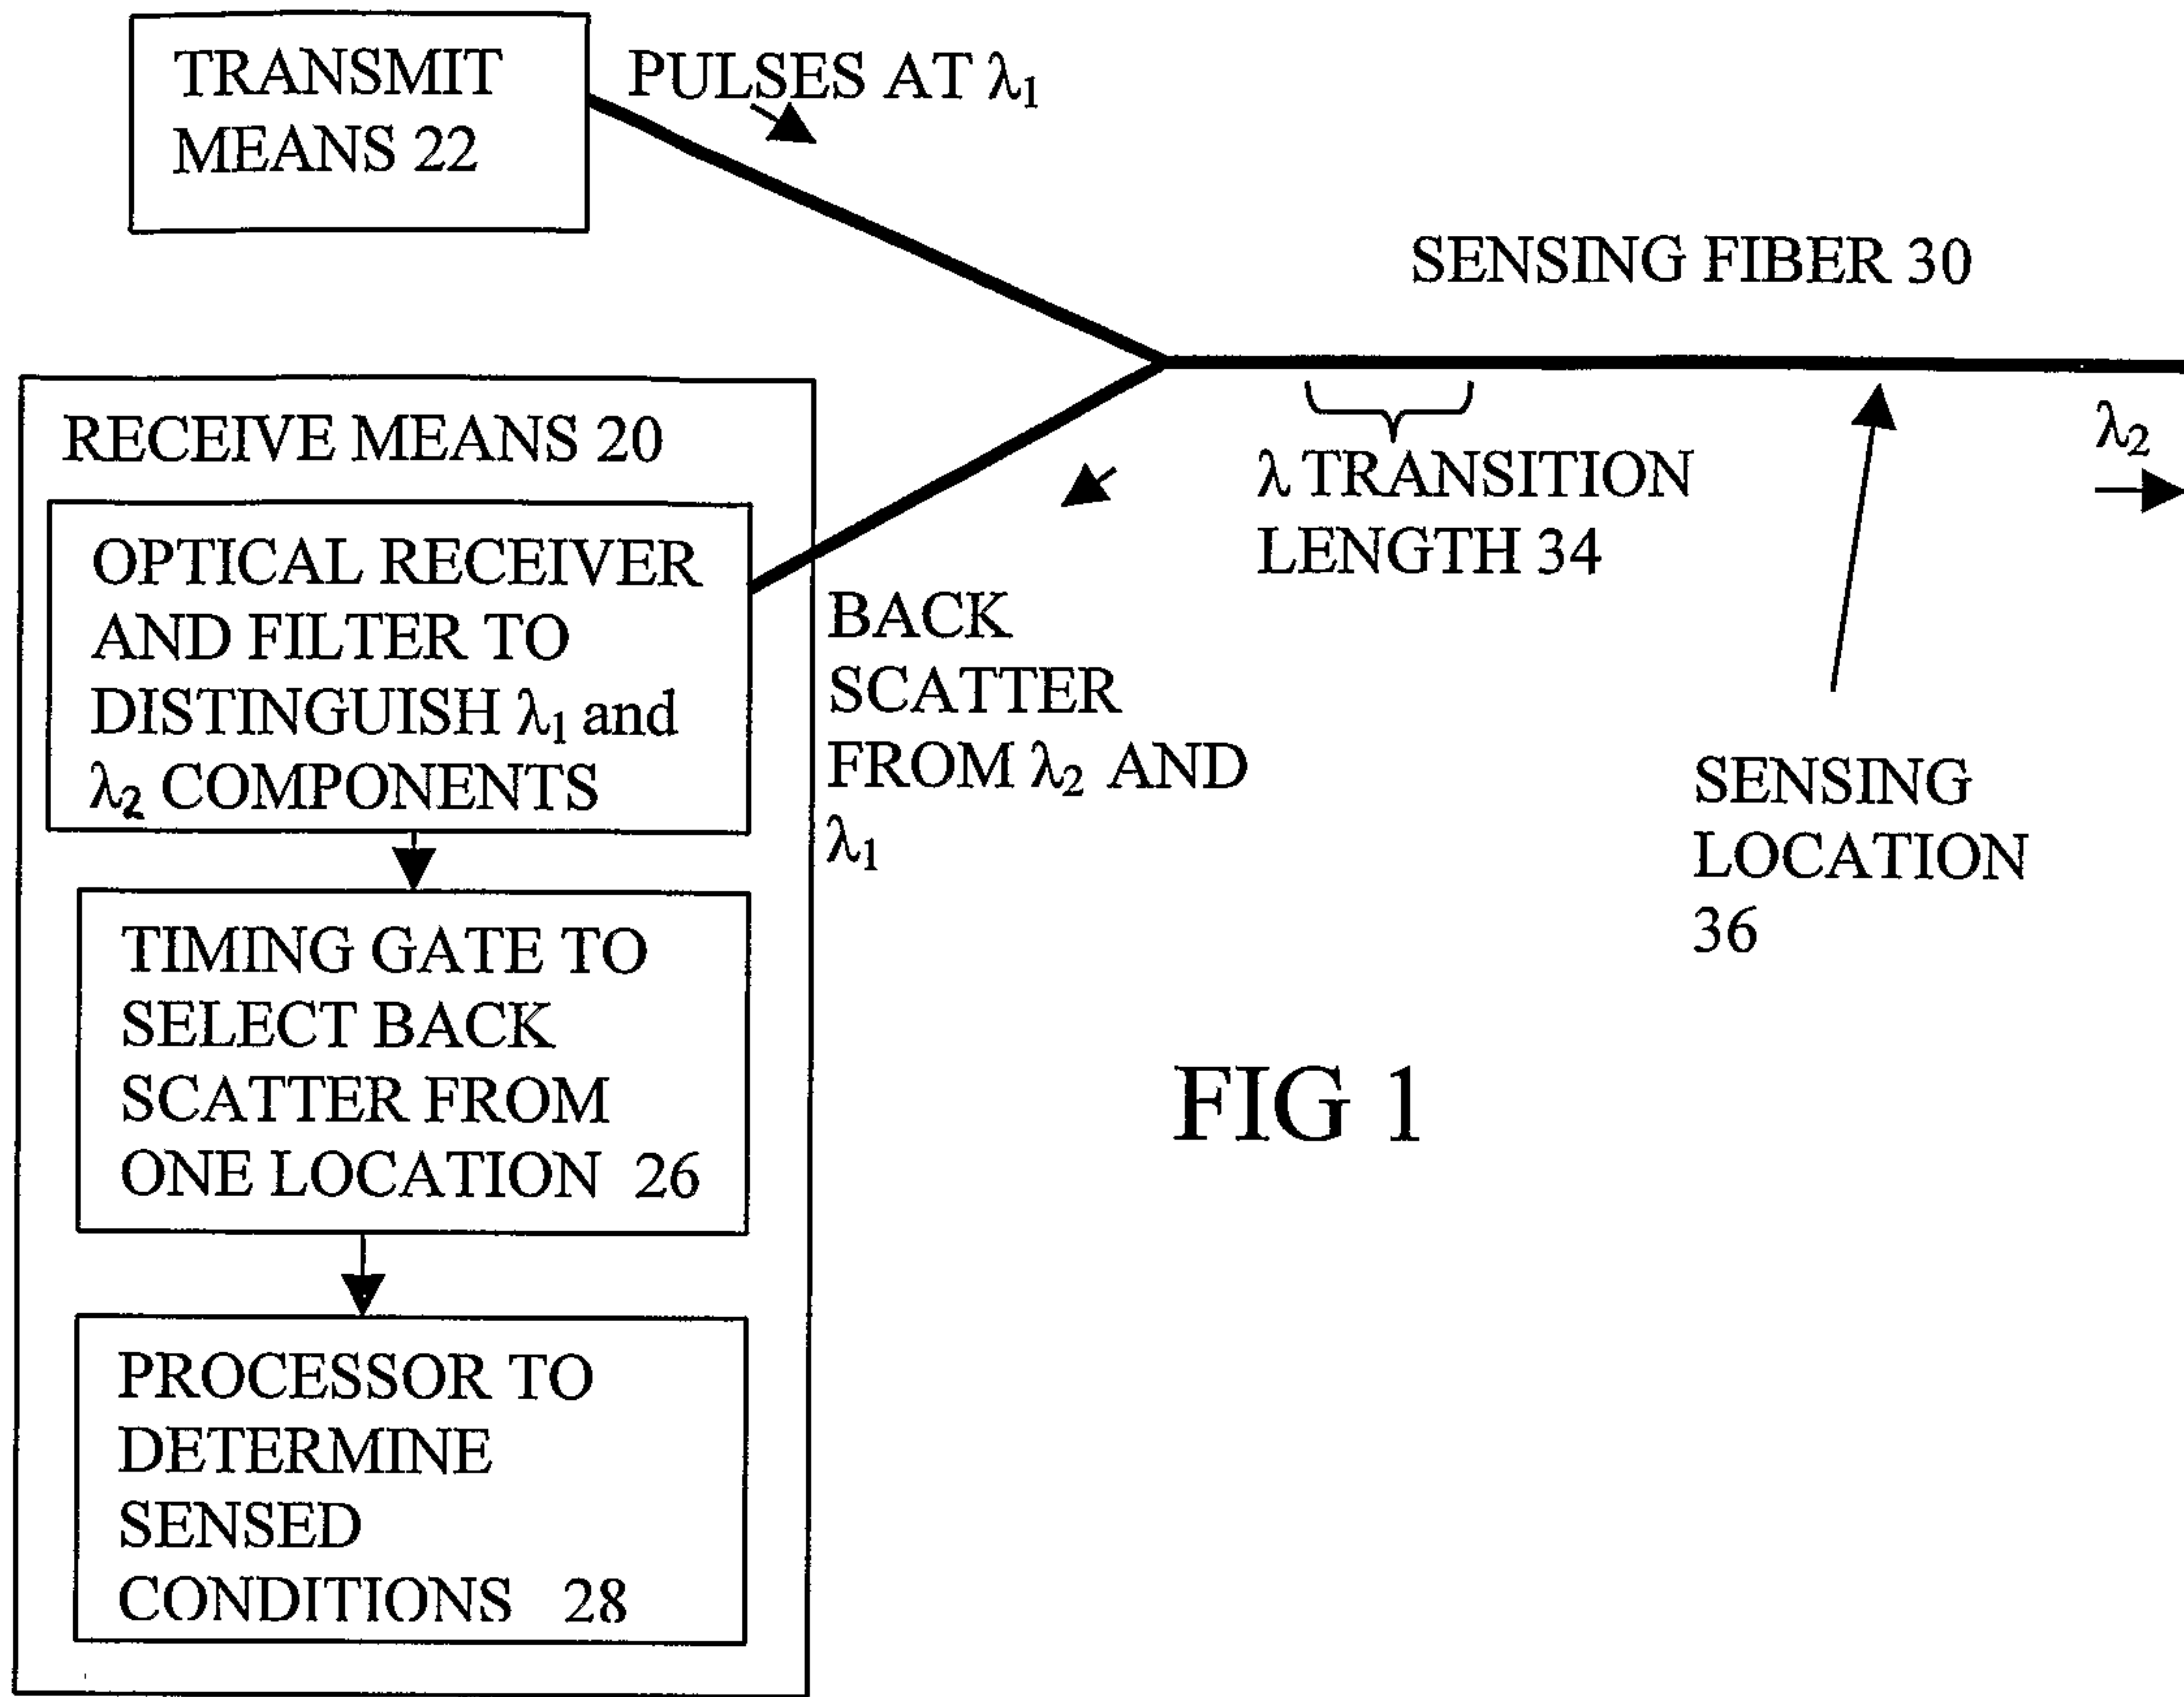 TRANSMIT
MEANS 22
PULSES AT λ₁
SENSING FIBER 30
RECEIVE MEANS 20
OPTICAL RECEIVER
AND FILTER TO
DISTINGUISH λ₁ and
λ₂ COMPONENTS
BACK
SCATTER
FROM λ₂ AND
λ₁
λ TRANSITION
LENGTH 34
λ₂
SENSING
LOCATION
36
TIMING GATE TO
SELECT BACK
SCATTER FROM
ONE LOCATION 26
PROCESSOR TO
DETERMINE
SENSED
CONDITIONS 28
FIG 1